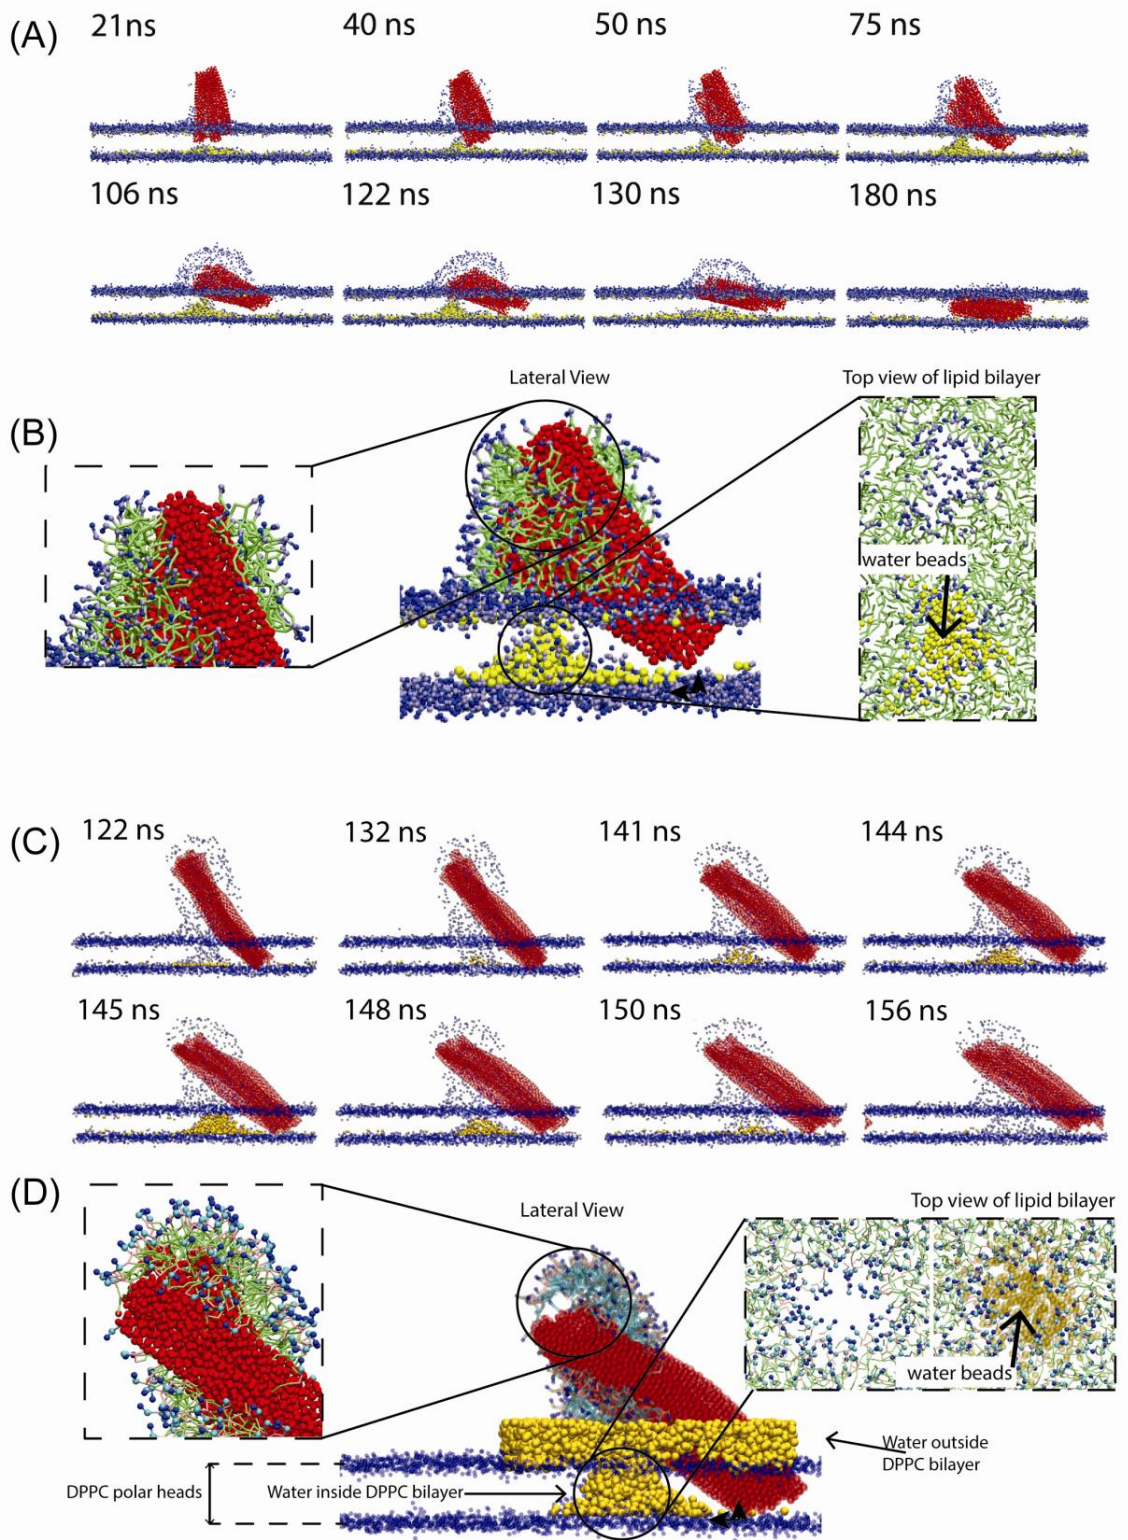 (A)
21ns
40 ns
50 ns
75 ns
106 ns
122 ns
130 ns
180 ns
(B)
Lateral View
Top view of lipid bilayer
water beads
(C)
122 ns
132 ns
141 ns
144 ns
145 ns
148 ns
150 ns
156 ns
(D)
Lateral View
Top view of lipid bilayer
water beads
Water outside
DPPC bilayer
DPPC polar heads
Water inside DPPC bilayer